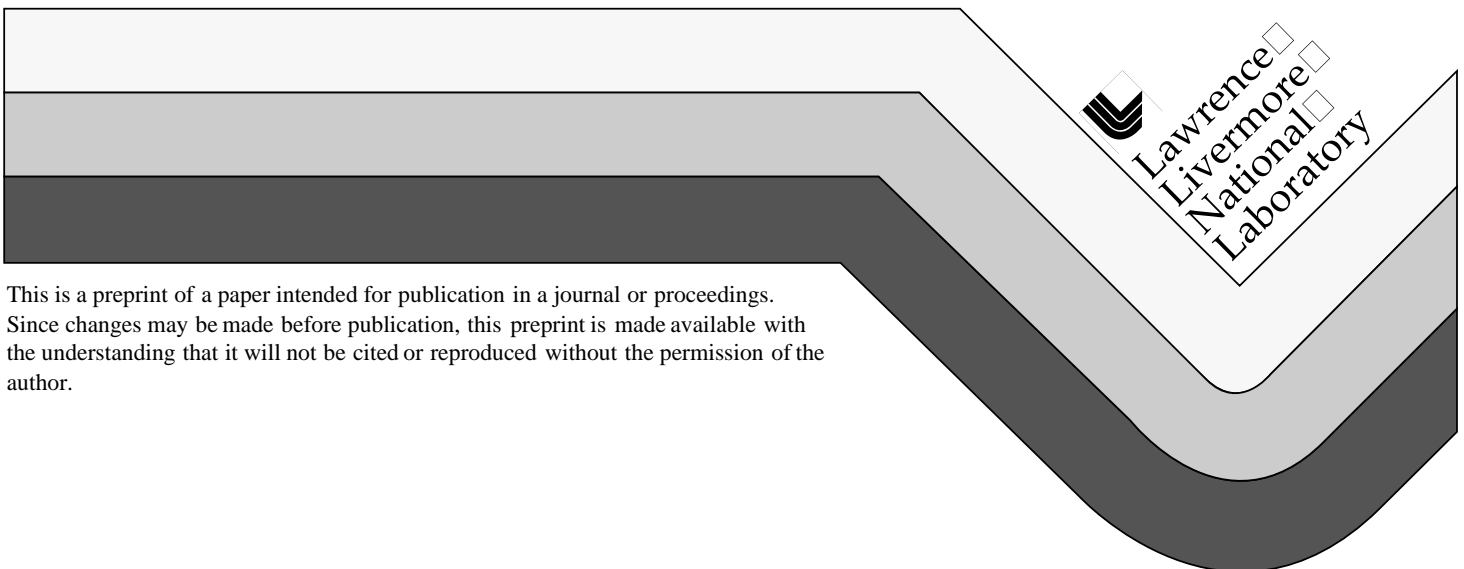 Lawrence
Livermore
National
Laboratory
This is a preprint of a paper intended for publication in a journal or proceedings.
Since changes may be made before publication, this preprint is made available with
the understanding that it will not be cited or reproduced without the permission of the
author.